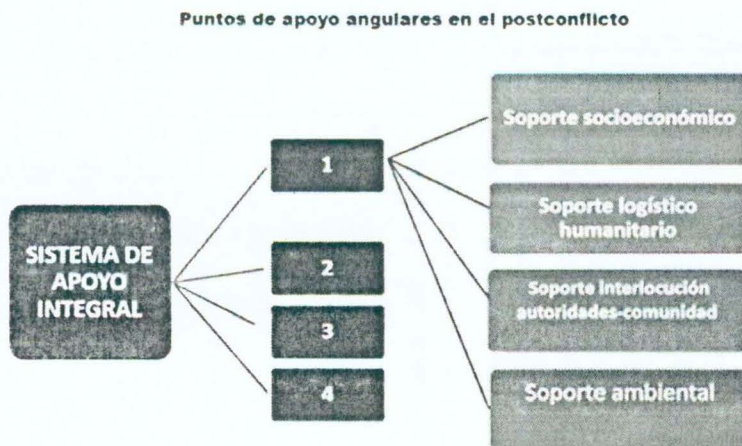 Puntos de apoyo angulares en el postconflicto
SISTEMA DE
APOYO
INTEGRAL
1
2
3
4
Soporte socioeconómico
Soporte logístico
humanitario
Soporte Interlocución
autoridades-comunidad
Soporte ambiental